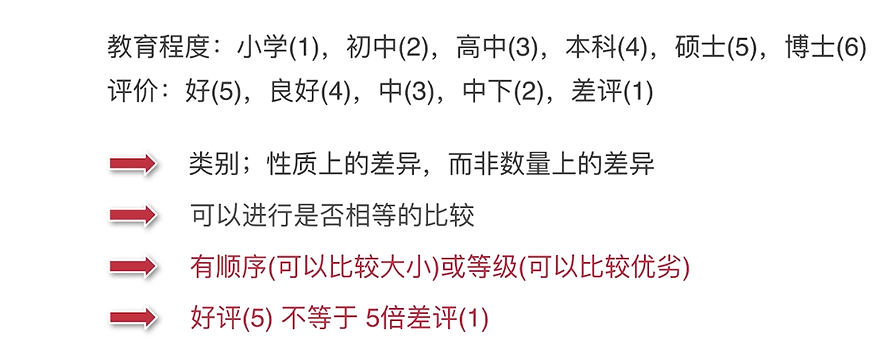 教育程度：小学(1)，初中(2)，高中(3)，本科(4)，硕士(5)，博士(6)
评价：好(5)，良好(4)，中(3)，中下(2)，差评(1)
类别；性质上的差异，而非数量上的差异
可以进行是否相等的比较
有顺序(可以比较大小)或等级(可以比较优劣)
好评(5) 不等于 5倍差评(1)